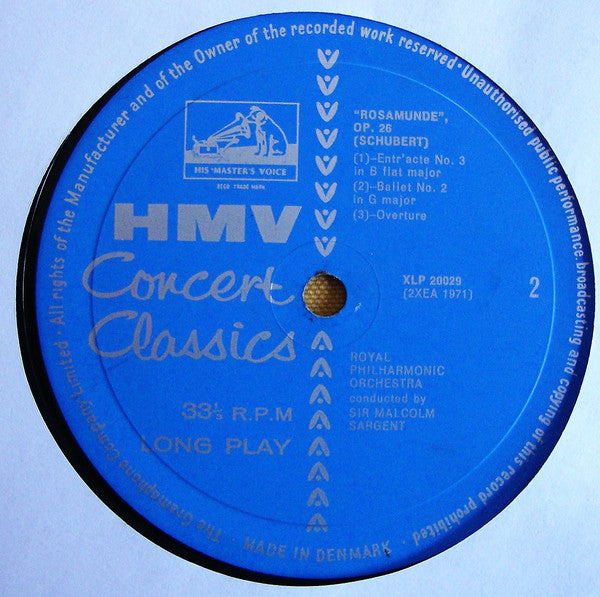 The Gramophone Company Limited · All rights of the Manufacturer and of the Owner of the recorded work reserved · Unauthorised public performance, broadcasting and copying of this record prohibited ·
HIS MASTER'S VOICE
REGD TRADE MARK
HMV
Concert
Classics
33⅓ R.P.M
LONG PLAY
"ROSAMUNDE",
OP. 26
(SCHUBERT)
(1)–Entr'acte No. 3
in B flat major
(2)–Ballet No. 2
in G major
(3)–Overture
XLP 20029
(2XEA 1971)
2
ROYAL
PHILHARMONIC
ORCHESTRA
conducted by
SIR MALCOLM
SARGENT
MADE IN DENMARK